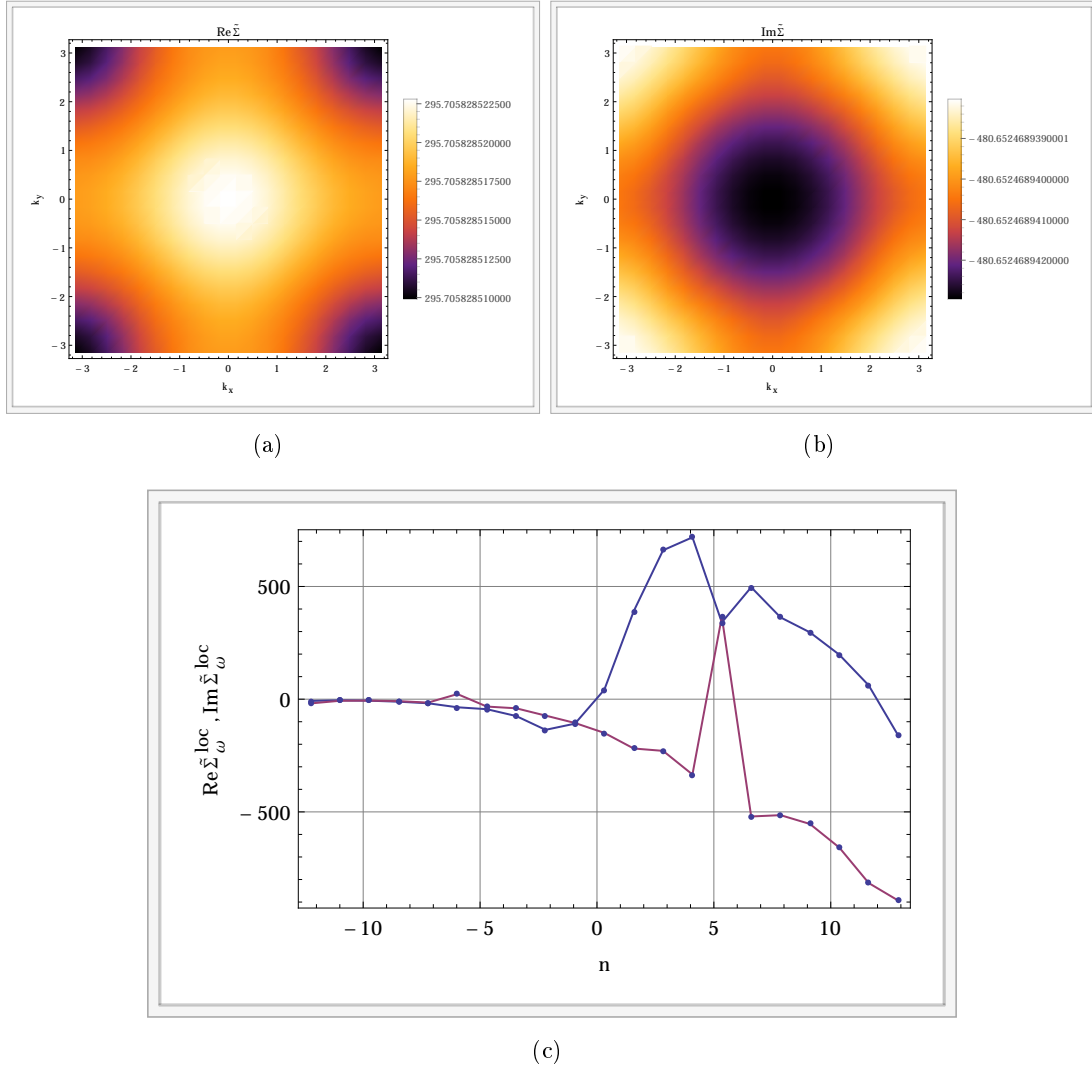 Re Σ̃
3
2
1
0
−1
−2
−3
−3 −2 −1 0 1 2 3
k_y
k_x
295.705828522500
295.705828520000
295.705828517500
295.705828515000
295.705828512500
295.705828510000
(a)
Im Σ̃
3
2
1
0
−1
−2
−3
−3 −2 −1 0 1 2 3
k_y
k_x
−480.6524689390001
−480.6524689400000
−480.6524689410000
−480.6524689420000
(b)
500
0
−500
−10 −5 0 5 10
Re Σ̃_ω^loc , Im Σ̃_ω^loc
n
(c)